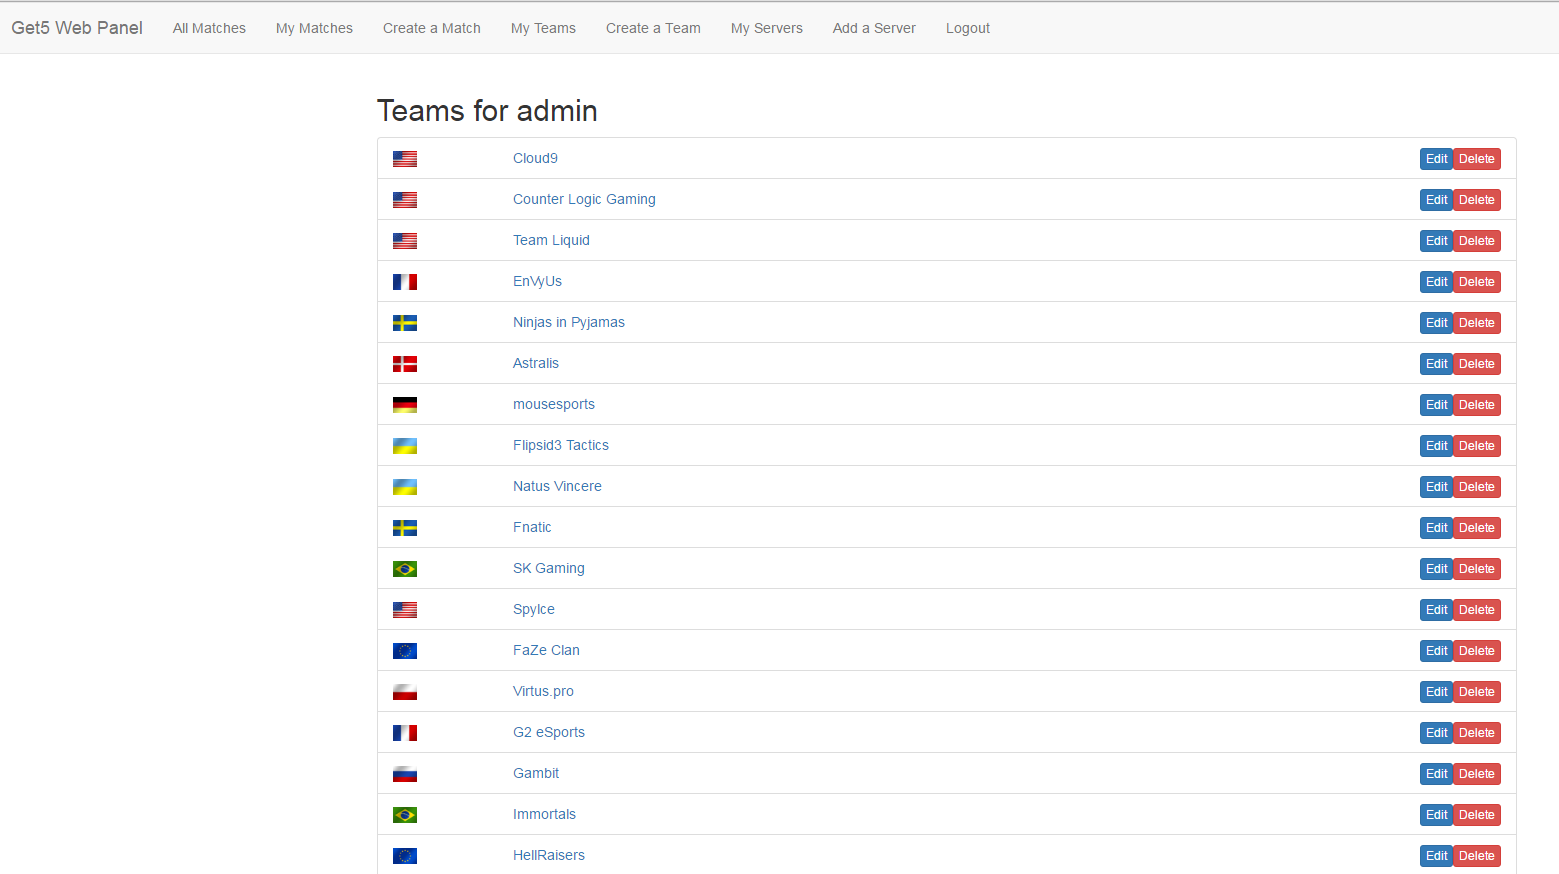 Get5 Web Panel All Matches My Matches Create a Match My Teams Create a Team My Servers Add a Server Logout
Teams for admin
Cloud9 Edit Delete
Counter Logic Gaming Edit Delete
Team Liquid Edit Delete
EnVyUs Edit Delete
Ninjas in Pyjamas Edit Delete
Astralis Edit Delete
mousesports Edit Delete
Flipsid3 Tactics Edit Delete
Natus Vincere Edit Delete
Fnatic Edit Delete
SK Gaming Edit Delete
SpyIce Edit Delete
FaZe Clan Edit Delete
Virtus.pro Edit Delete
G2 eSports Edit Delete
Gambit Edit Delete
Immortals Edit Delete
HellRaisers Edit Delete